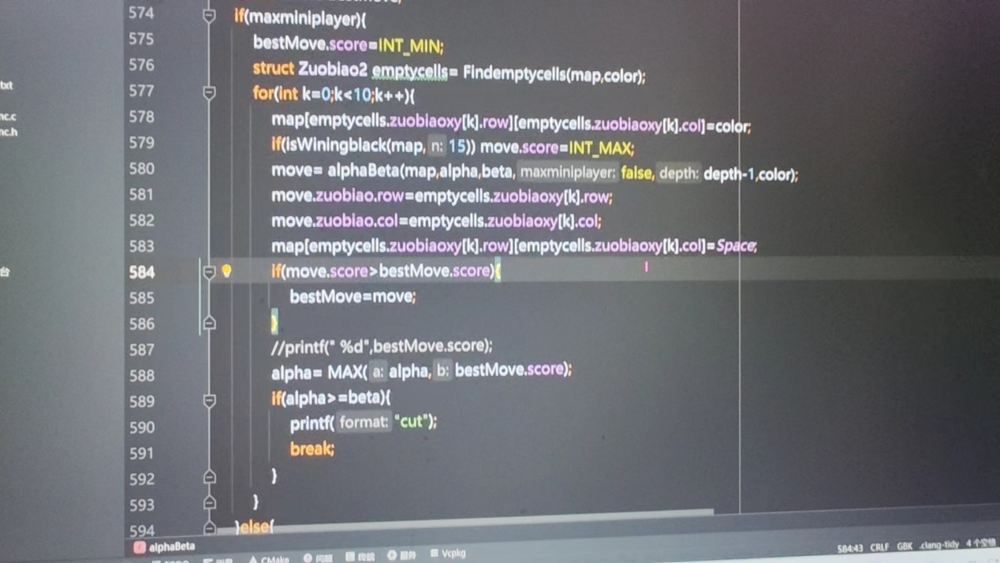 574 if(maxminiplayer){
575 bestMove.score=INT_MIN;
576 struct Zuobiao2 emptycells= Findemptycells(map,color);
577 for(int k=0;k<10;k++){
578 map[emptycells.zuobiaoxy[k].row][emptycells.zuobiaoxy[k].col]=color;
579 if(isWiningblack(map, n: 15)) move.score=INT_MAX;
580 move= alphaBeta(map,alpha,beta, maxminiplayer: false, depth: depth-1,color);
581 move.zuobiao.row=emptycells.zuobiaoxy[k].row;
582 move.zuobiao.col=emptycells.zuobiaoxy[k].col;
583 map[emptycells.zuobiaoxy[k].row][emptycells.zuobiaoxy[k].col]=Space;
584 if(move.score>bestMove.score){
585 bestMove=move;
586 }
587 //printf(" %d",bestMove.score);
588 alpha= MAX( a: alpha, b: bestMove.score);
589 if(alpha>=beta){
590 printf( format: "cut");
591 break;
592 }
593 }
594 }else{
txt
nc.c
nc.h
台
alphaBeta
CMake 问题 终端 服务 Vcpkg
584:43 CRLF GBK .clang-tidy 4 个空格